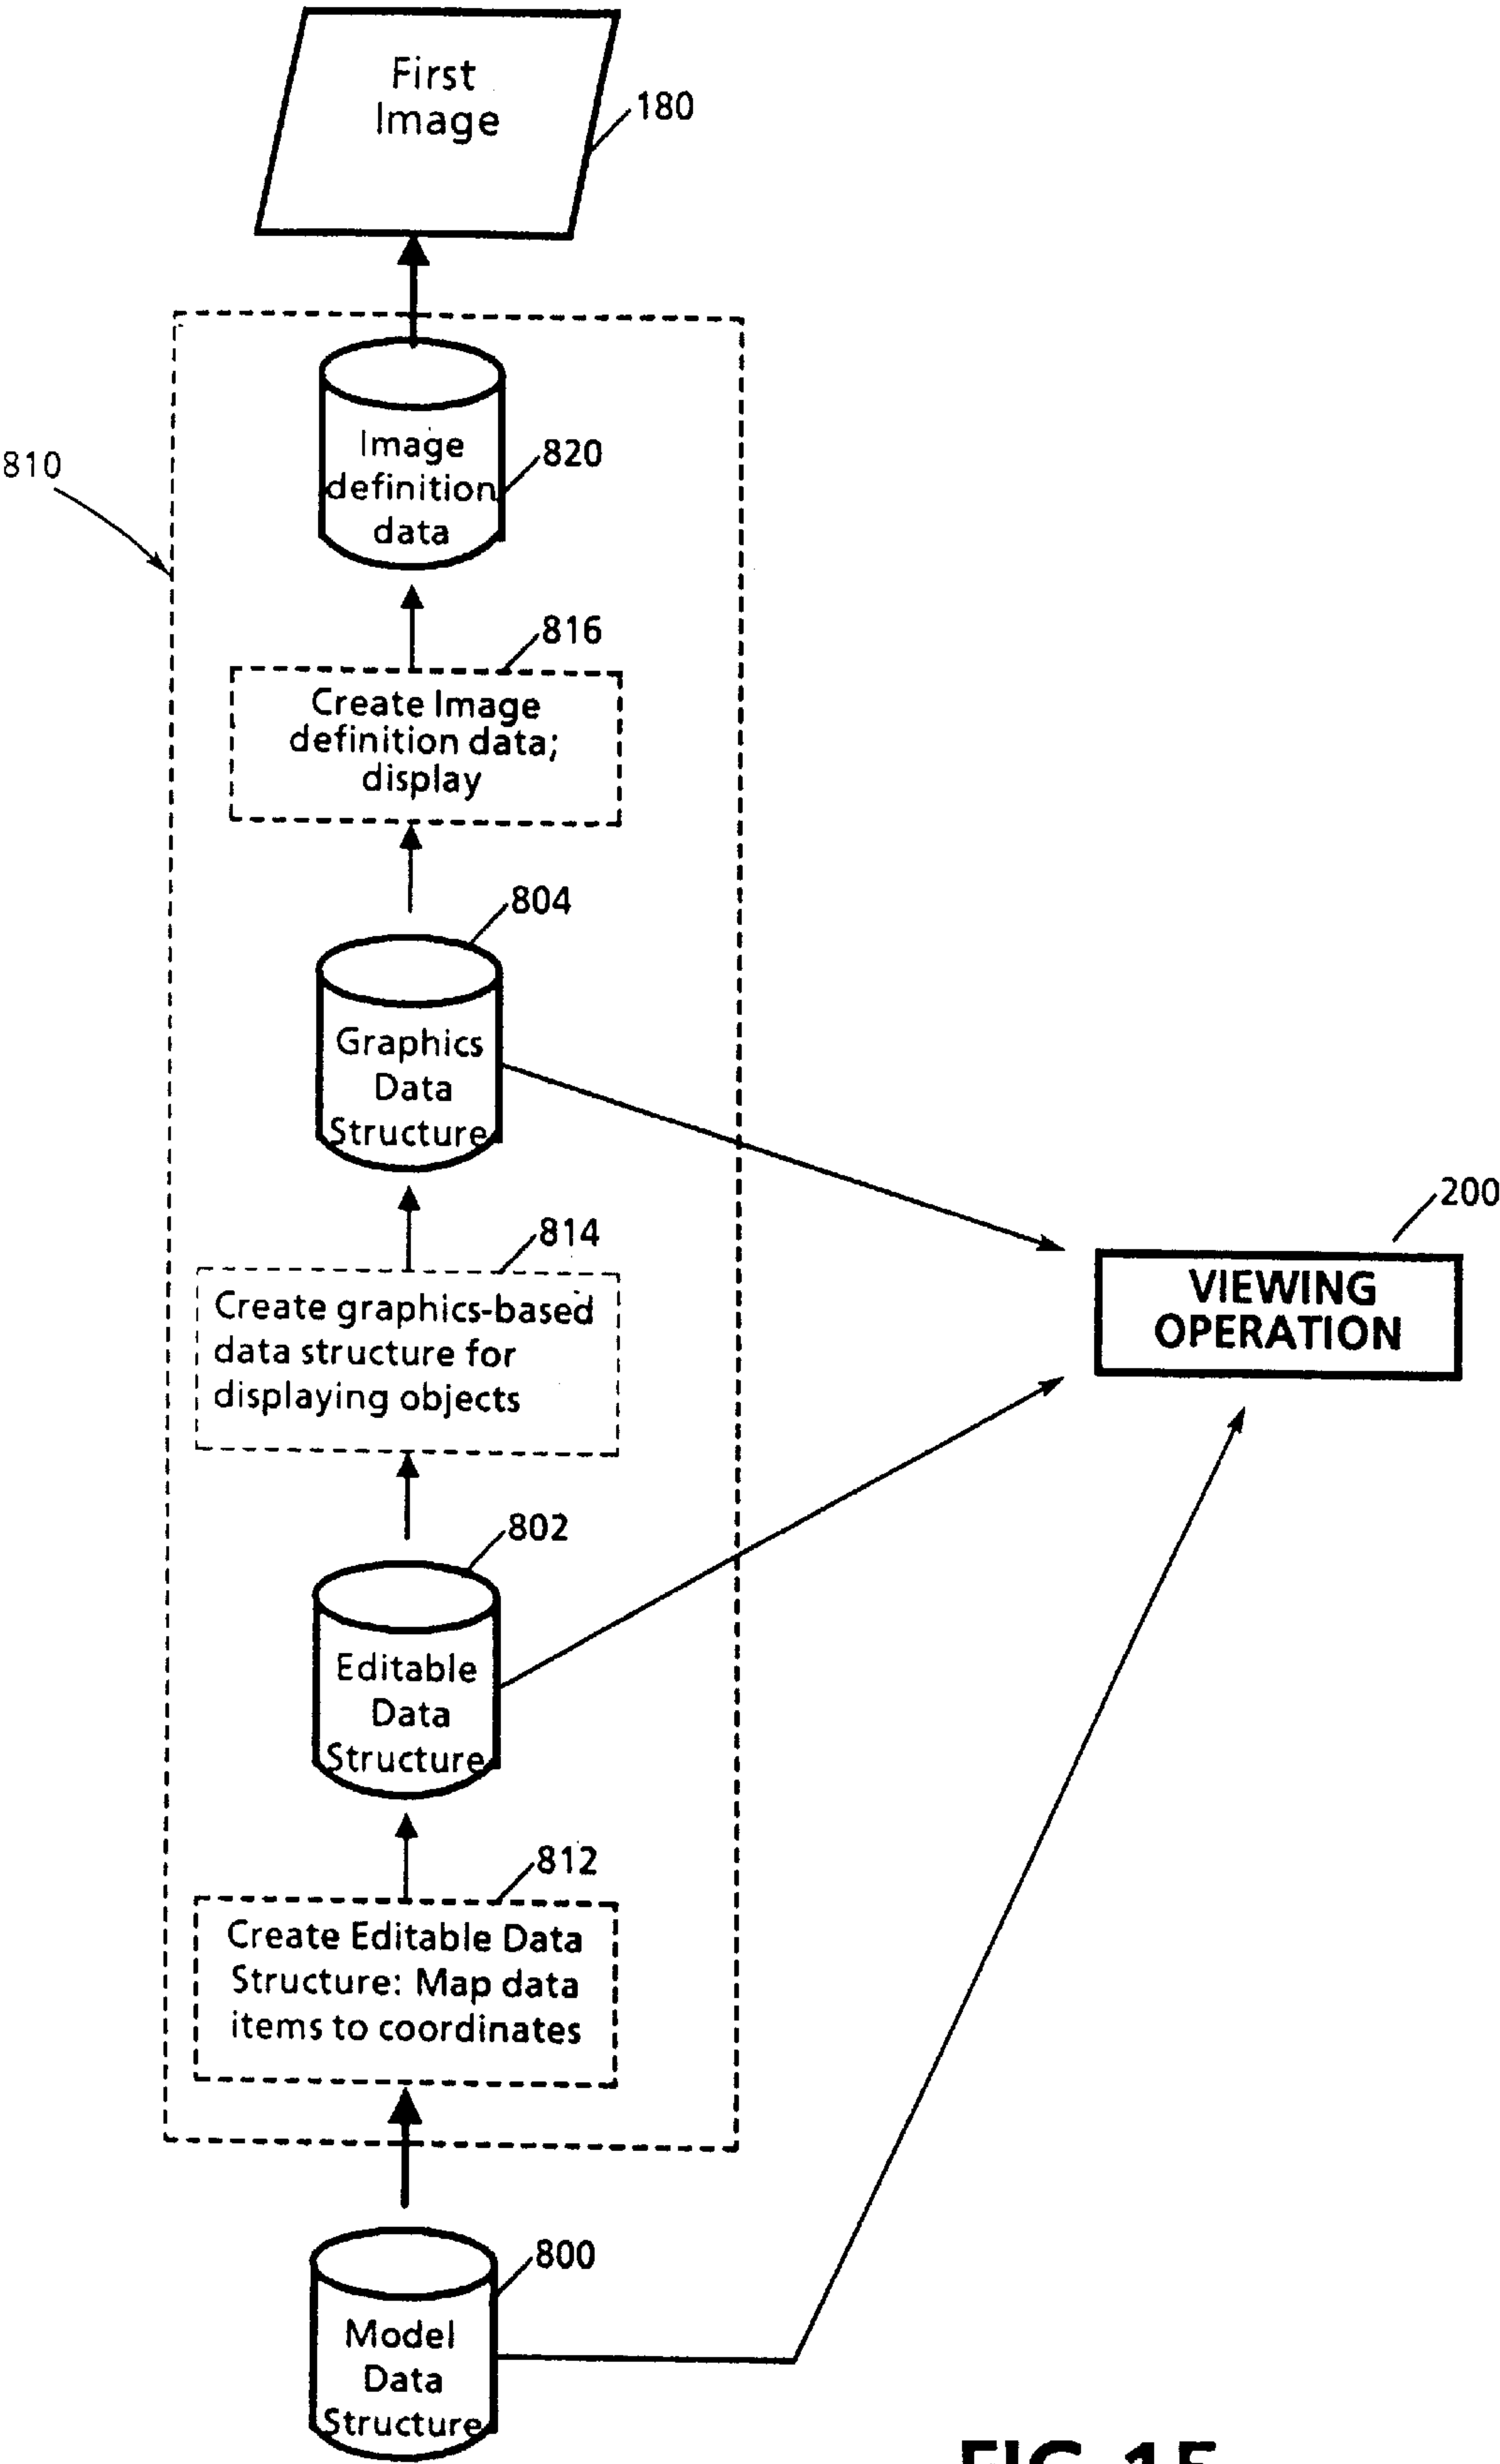 First
Image
180
810
Image
definition
data
820
816
Create Image
definition data;
display
804
Graphics
Data
Structure
200
VIEWING
OPERATION
814
Create graphics-based
data structure for
displaying objects
802
Editable
Data
Structure
812
Create Editable Data
Structure: Map data
items to coordinates
800
Model
Data
Structure
FIG. 15